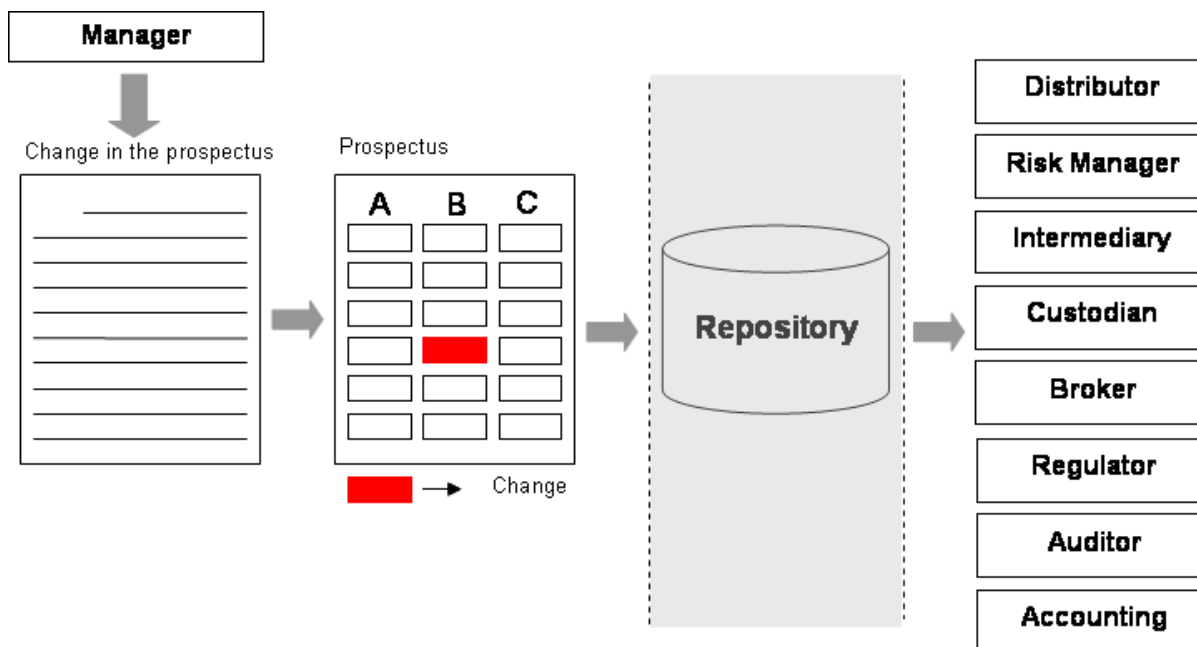 Manager
Change in the prospectus
Prospectus
A B C
Change
Repository
Distributor
Risk Manager
Intermediary
Custodian
Broker
Regulator
Auditor
Accounting